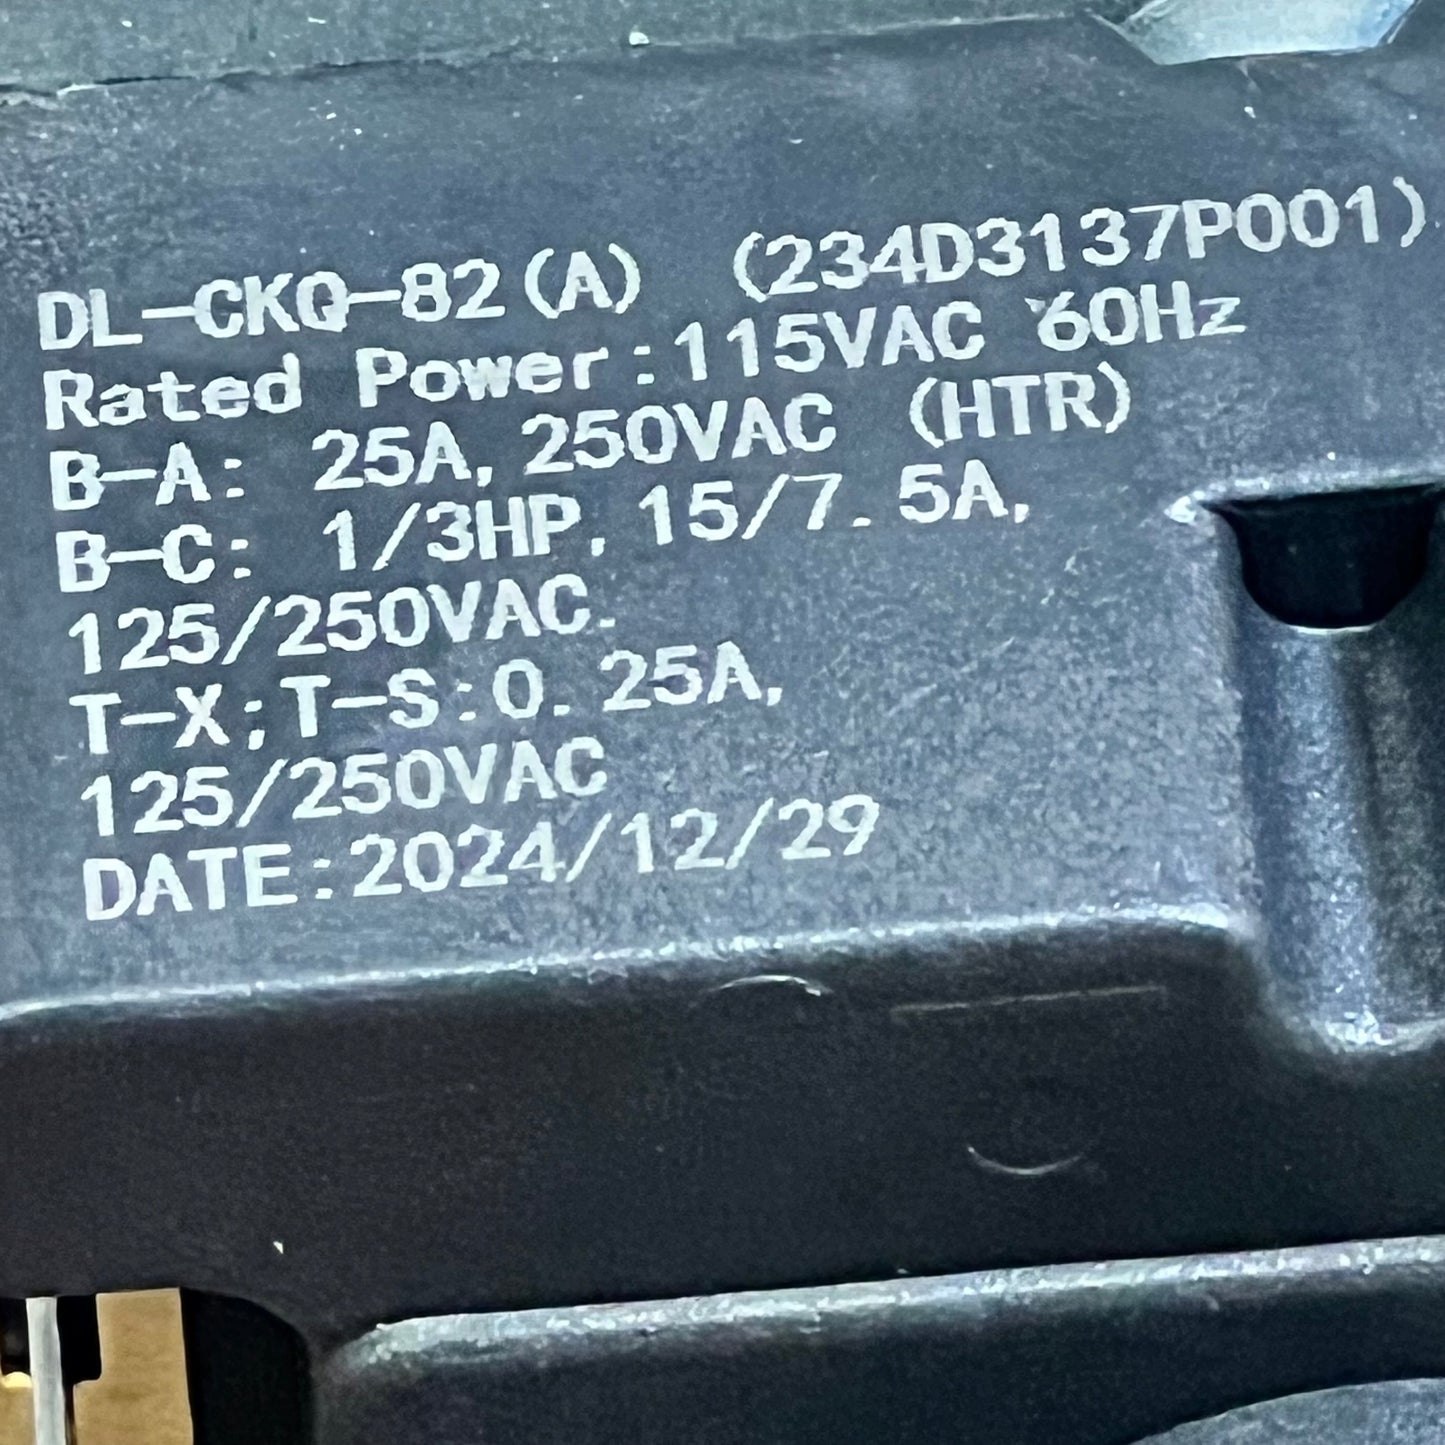 DL-CKQ-82(A) (234D3137P001)
Rated Power:115VAC 60Hz
B-A: 25A, 250VAC (HTR)
B-C: 1/3HP, 15/7.5A,
125/250VAC.
T-X;T-S:0.25A,
125/250VAC
DATE:2024/12/29